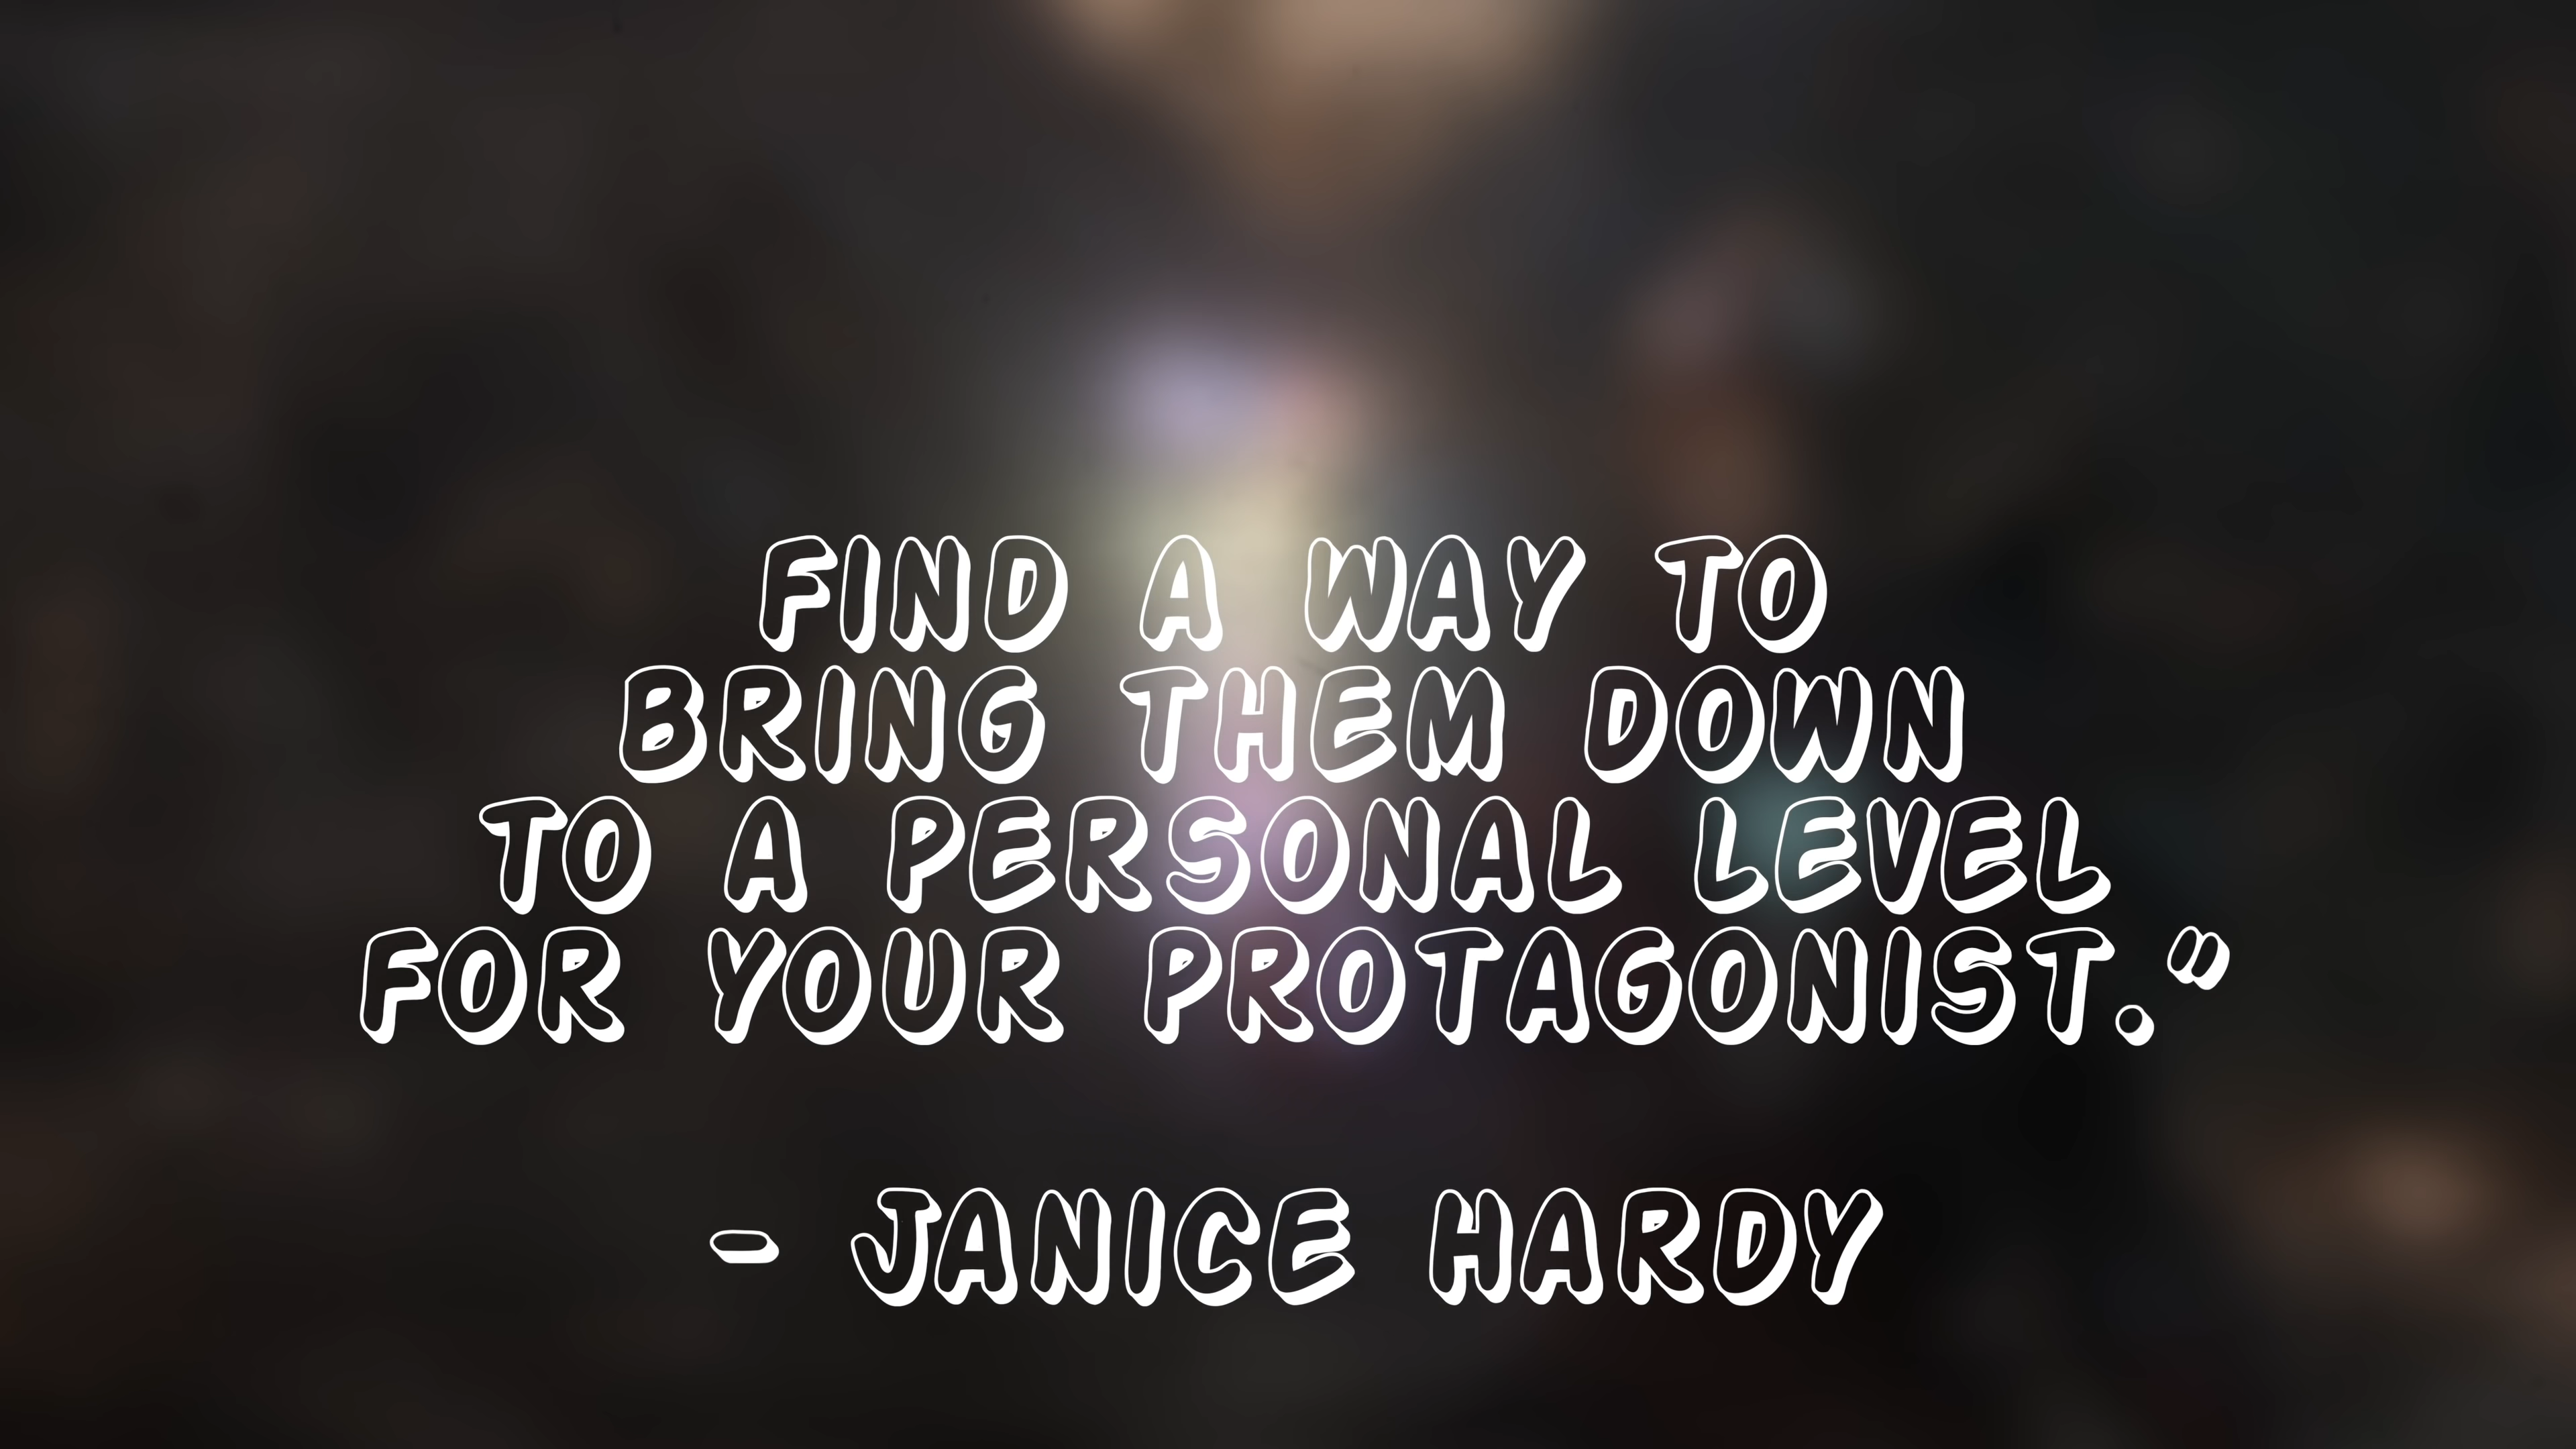 FIND A WAY TO
BRING THEM DOWN
TO A PERSONAL LEVEL
FOR YOUR PROTAGONIST."
- JANICE HARDY